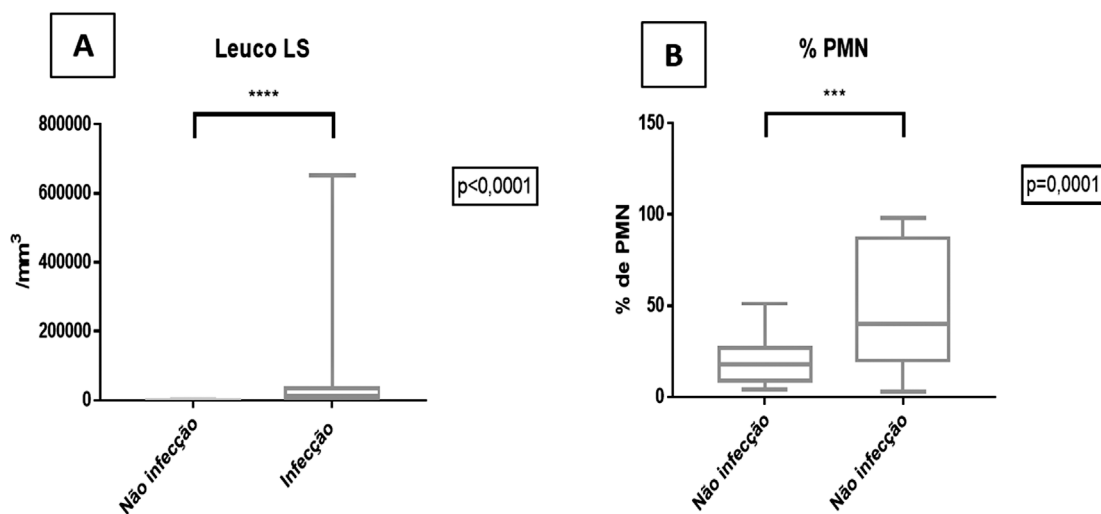 A
Leuco LS
****
800000
600000
400000
200000
0
/mm³
p<0,0001
Não infecção
Infecção
B
% PMN
***
150
100
50
0
% de PMN
p=0,0001
Não infecção
Não infecção